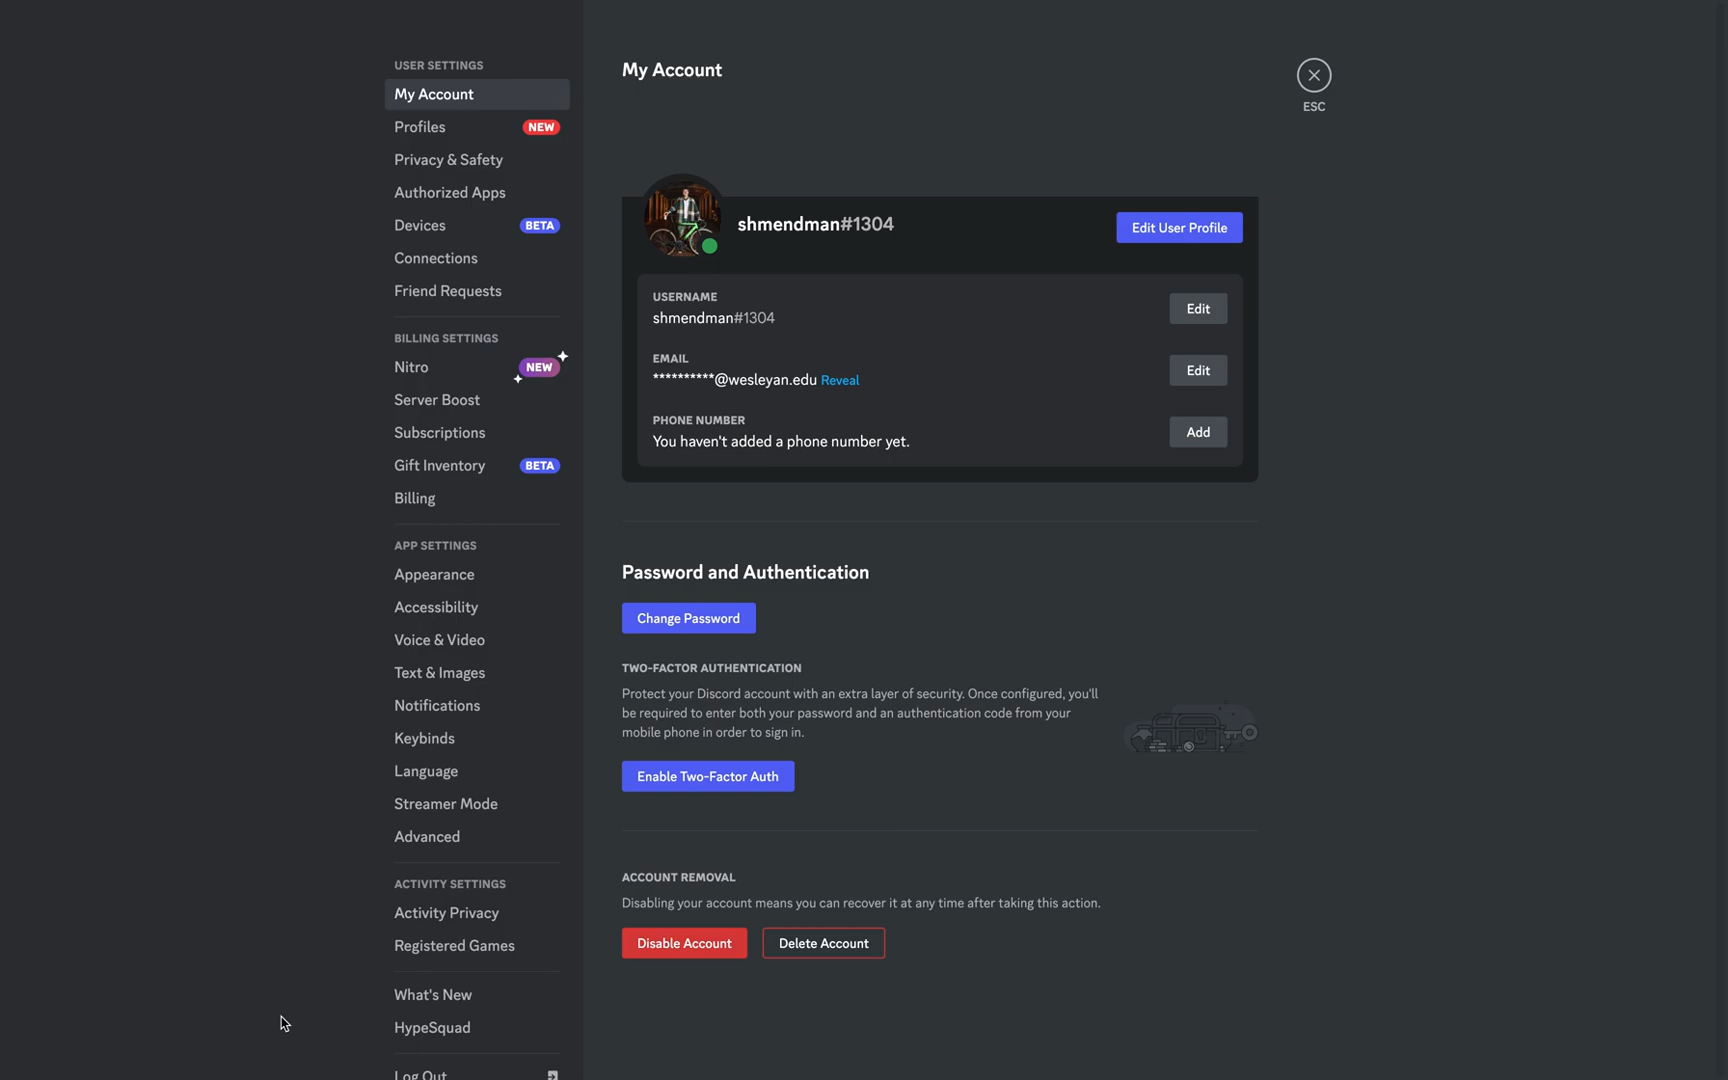 USER SETTINGS
My Account
Profiles NEW
Privacy & Safety
Authorized Apps
Devices BETA
Connections
Friend Requests
BILLING SETTINGS
Nitro NEW
Server Boost
Subscriptions
Gift Inventory BETA
Billing
APP SETTINGS
Appearance
Accessibility
Voice & Video
Text & Images
Notifications
Keybinds
Language
Streamer Mode
Advanced
ACTIVITY SETTINGS
Activity Privacy
Registered Games
What's New
HypeSquad
Log Out
My Account
ESC
shmendman#1304
Edit User Profile
USERNAME
shmendman#1304
Edit
EMAIL
**********@wesleyan.edu Reveal
Edit
PHONE NUMBER
You haven't added a phone number yet.
Add
Password and Authentication
Change Password
TWO-FACTOR AUTHENTICATION
Protect your Discord account with an extra layer of security. Once configured, you'll
be required to enter both your password and an authentication code from your
mobile phone in order to sign in.
Enable Two-Factor Auth
ACCOUNT REMOVAL
Disabling your account means you can recover it at any time after taking this action.
Disable Account
Delete Account